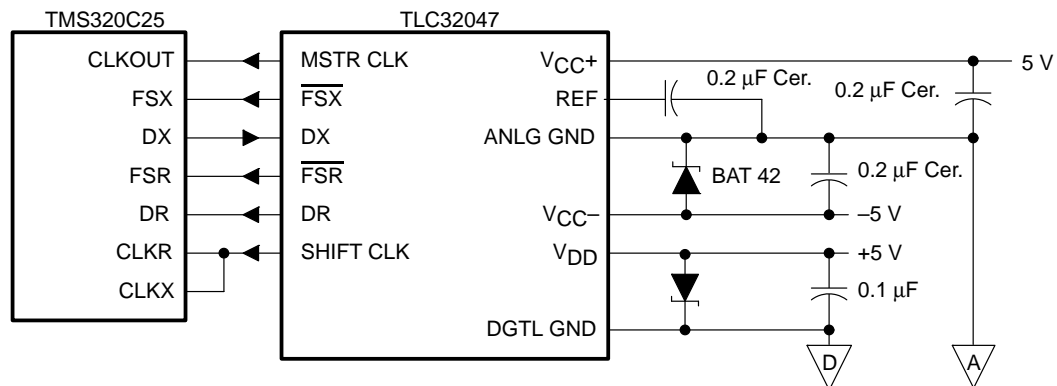 TMS320C25
TLC32047
CLKOUT
FSX
DX
FSR
DR
CLKR
CLKX
MSTR CLK
FSX
DX
FSR
DR
SHIFT CLK
VCC+
REF
ANLG GND
VCC–
VDD
DGTL GND
5 V
0.2 μF Cer.
0.2 μF Cer.
BAT 42
0.2 μF Cer.
–5 V
+5 V
0.1 μF
D
A